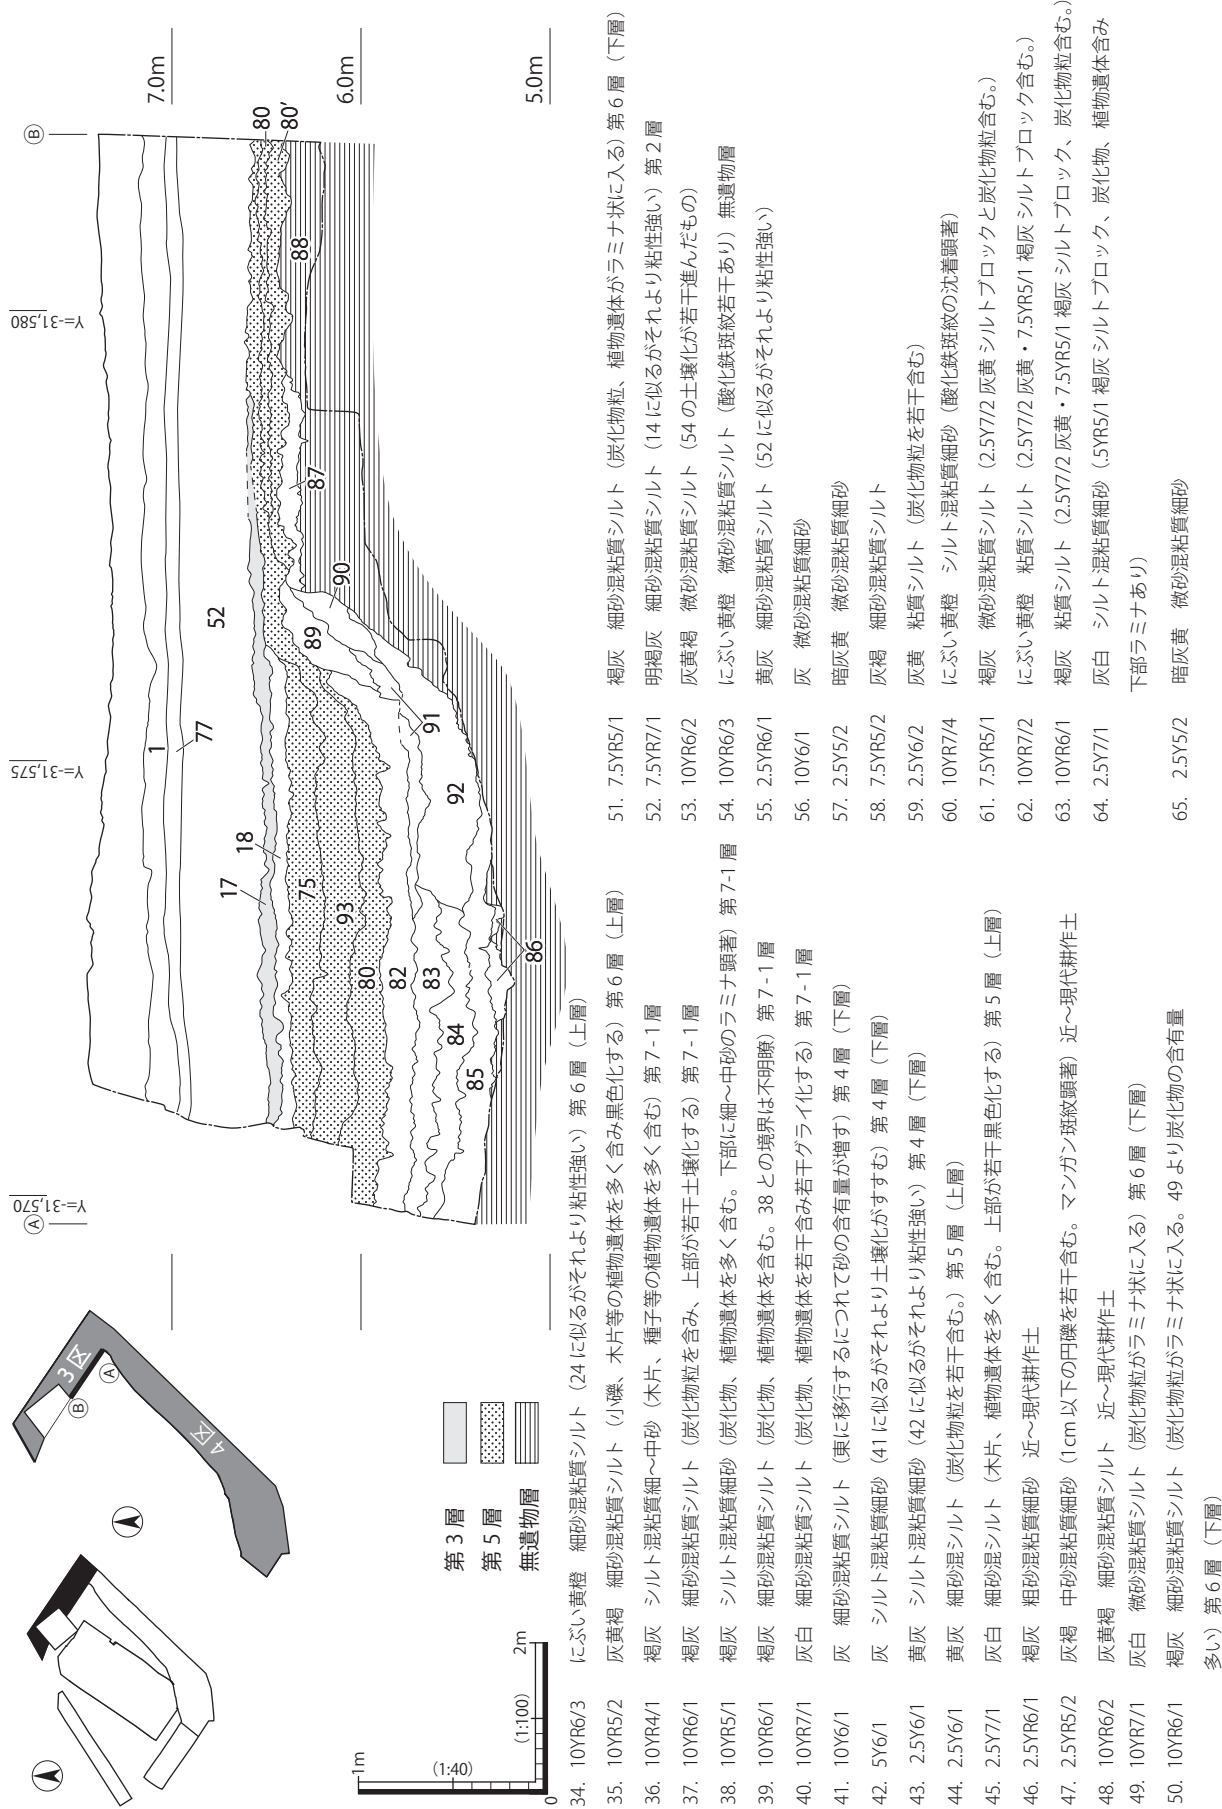 Ⓐ
Ⓑ
Y=-31,570
Y=-31,575
Y=-31,580
7.0m
6.0m
5.0m
3区
4区
Ⓐ
Ⓑ
1
77
52
17
18
75
93
80
82
83
84
85
86
92
91
89
90
87
88
80
80’
第3層
第5層
無遺物層
1m
(1:40)
0
(1:100)
2m
34. 10YR6/3 にぶい黄橙 細砂混粘質シルト（24に似るがそれより粘性強い）第6層（上層）
35. 10YR5/2 灰黄褐 細砂混粘質シルト（小礫、木片等の植物遺体を多く含み黒色化する）第6層（上層）
36. 10YR4/1 褐灰 シルト混粘質細～中砂（木片、種子等の植物遺体を多く含む）第7-1層
37. 10YR6/1 褐灰 細砂混粘質シルト（炭化物粒を含み、上部が若干土壌化する）第7-1層
38. 10YR5/1 褐灰 シルト混粘質細砂（炭化物、植物遺体を多く含む。下部に細～中砂のラミナ顕著）第7-1層
39. 10YR6/1 褐灰 細砂混粘質シルト（炭化物、植物遺体を含む。38との境界は不明瞭）第7-1層
40. 10YR7/1 灰白 細砂混粘質シルト（炭化物、植物遺体を若干含み若干グライ化する）第7-1層
41. 10Y6/1 灰 細砂混粘質シルト（東に移行するにつれて砂の含有量が増す）第4層（下層）
42. 5Y6/1 灰 シルト混粘質細砂（41に似るがそれより土壌化がすすむ）第4層（下層）
43. 2.5Y6/1 黄灰 シルト混粘質細砂（42に似るがそれより粘性強い）第4層（下層）
44. 2.5Y6/1 黄灰 細砂混シルト（炭化物粒を若干含む。）第5層（上層）
45. 2.5Y7/1 灰白 細砂混シルト（木片、植物遺体を多く含む。上部が若干黒色化する）第5層（上層）
46. 2.5YR6/1 褐灰 粗砂混粘質細砂 近～現代耕作土
47. 2.5YR5/2 灰褐 中砂混粘質細砂（1cm以下の円礫を若干含む。マンガン斑紋顕著）近～現代耕作土
48. 10YR6/2 灰黄褐 細砂混粘質シルト 近～現代耕作土
49. 10YR7/1 灰白 微砂混粘質シルト（炭化物粒がラミナ状に入る）第6層（下層）
50. 10YR6/1 褐灰 細砂混粘質シルト（炭化物粒がラミナ状に入る。49より炭化物の含有量
多い）第6層（下層）
51. 7.5YR5/1 褐灰 細砂混粘質シルト（炭化物粒、植物遺体がラミナ状に入る）第6層（下層）
52. 7.5YR7/1 明褐灰 細砂混粘質シルト（14に似るがそれより粘性強い）第2層
53. 10YR6/2 灰黄褐 微砂混粘質シルト（54の土壌化が若干進んだもの）
54. 10YR6/3 にぶい黄橙 微砂混粘質シルト（酸化鉄斑紋若干あり）無遺物層
55. 2.5YR6/1 黄灰 細砂混粘質シルト（52に似るがそれより粘性強い）
56. 10Y6/1 灰 微砂混粘質細砂
57. 2.5Y5/2 暗灰黄 微砂混粘質細砂
58. 7.5YR5/2 灰褐 細砂混粘質シルト
59. 2.5Y6/2 灰黄 粘質シルト（炭化物粒を若干含む）
60. 10YR7/4 にぶい黄橙 シルト混粘質細砂（酸化鉄斑紋の沈着顕著）
61. 7.5YR5/1 褐灰 微砂混粘質シルト（2.5Y7/2灰黄シルトブロックと炭化物粒含む。）
62. 10YR7/2 にぶい黄橙 粘質シルト（2.5Y7/2灰黄・7.5YR5/1褐灰シルトブロック含む。）
63. 10YR6/1 褐灰 粘質シルト（2.5Y7/2灰黄・7.5YR5/1褐灰シルトブロック、炭化物粒含む。）
64. 2.5Y7/1 灰白 シルト混粘質細砂（.5YR5/1褐灰シルトブロック、炭化物、植物遺体含み
下部ラミナあり）
65. 2.5Y5/2 暗灰黄 微砂混粘質細砂